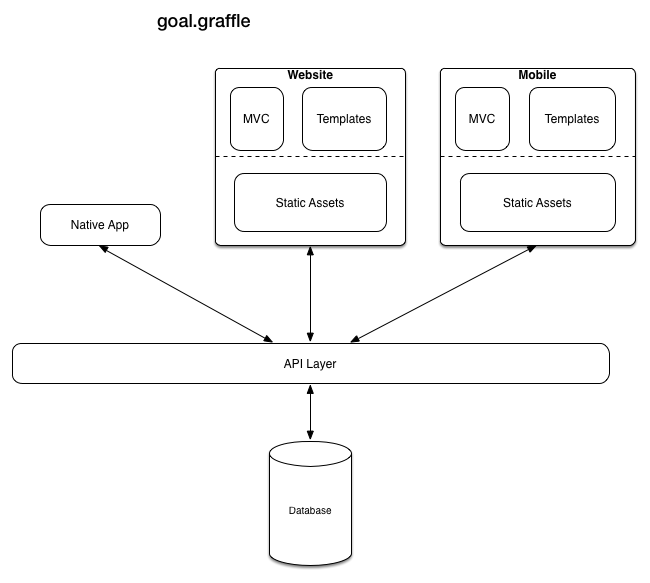 goal.graffle
Website
Mobile
MVC
Templates
MVC
Templates
Static Assets
Static Assets
Native App
API Layer
Database